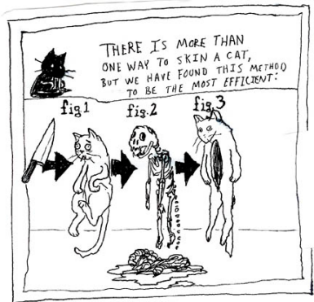 THERE IS MORE THAN
ONE WAY TO SKIN A CAT,
BUT WE HAVE FOUND THIS METHOD
TO BE THE MOST EFFICIENT:
fig.1 fig.2 fig.3